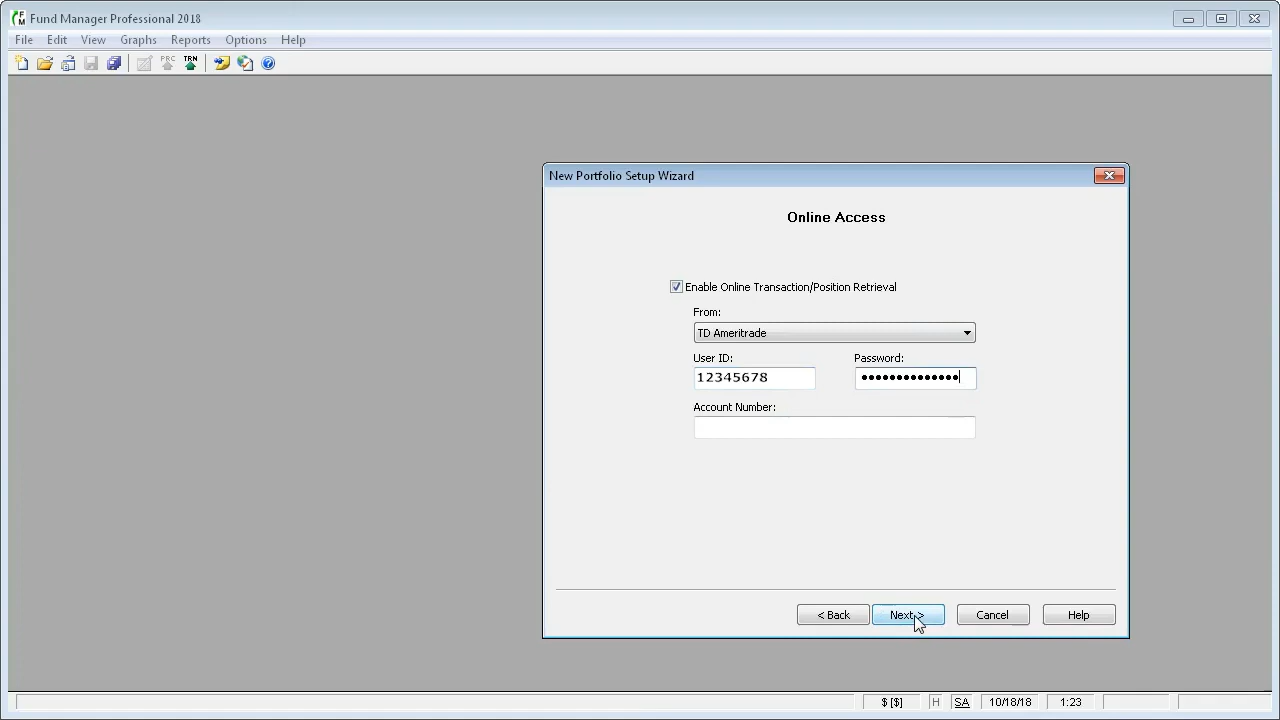 Fund Manager Professional 2018
File Edit View Graphs Reports Options Help
PRC TRN
New Portfolio Setup Wizard
Online Access
Enable Online Transaction/Position Retrieval
From:
TD Ameritrade
User ID: Password:
12345678 ••••••••••••••
Account Number:
< Back Next > Cancel Help
$ [$] H SA 10/18/18 1:23